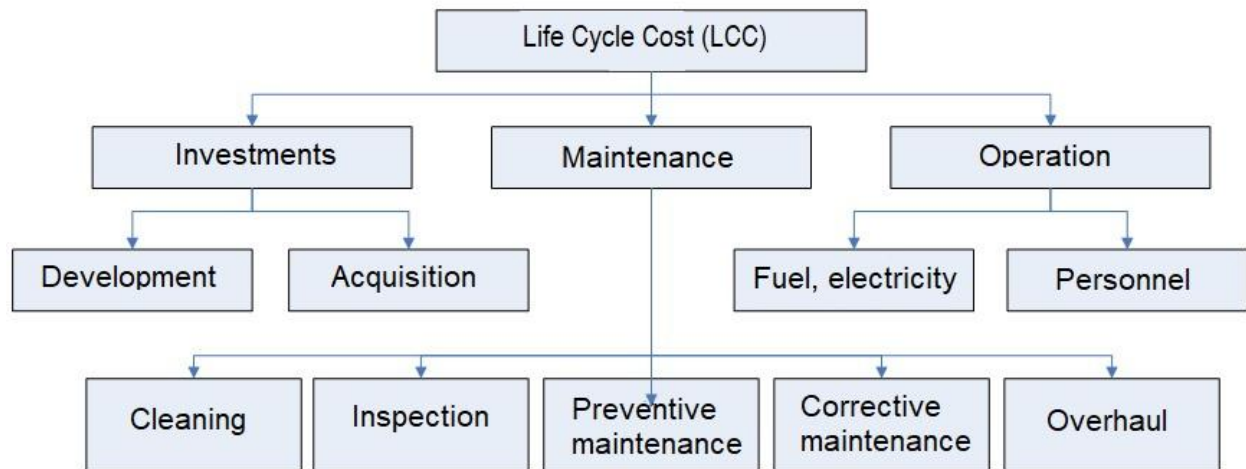 Life Cycle Cost (LCC)
Investments
Maintenance
Operation
Development
Acquisition
Fuel, electricity
Personnel
Cleaning
Inspection
Preventive
maintenance
Corrective
maintenance
Overhaul